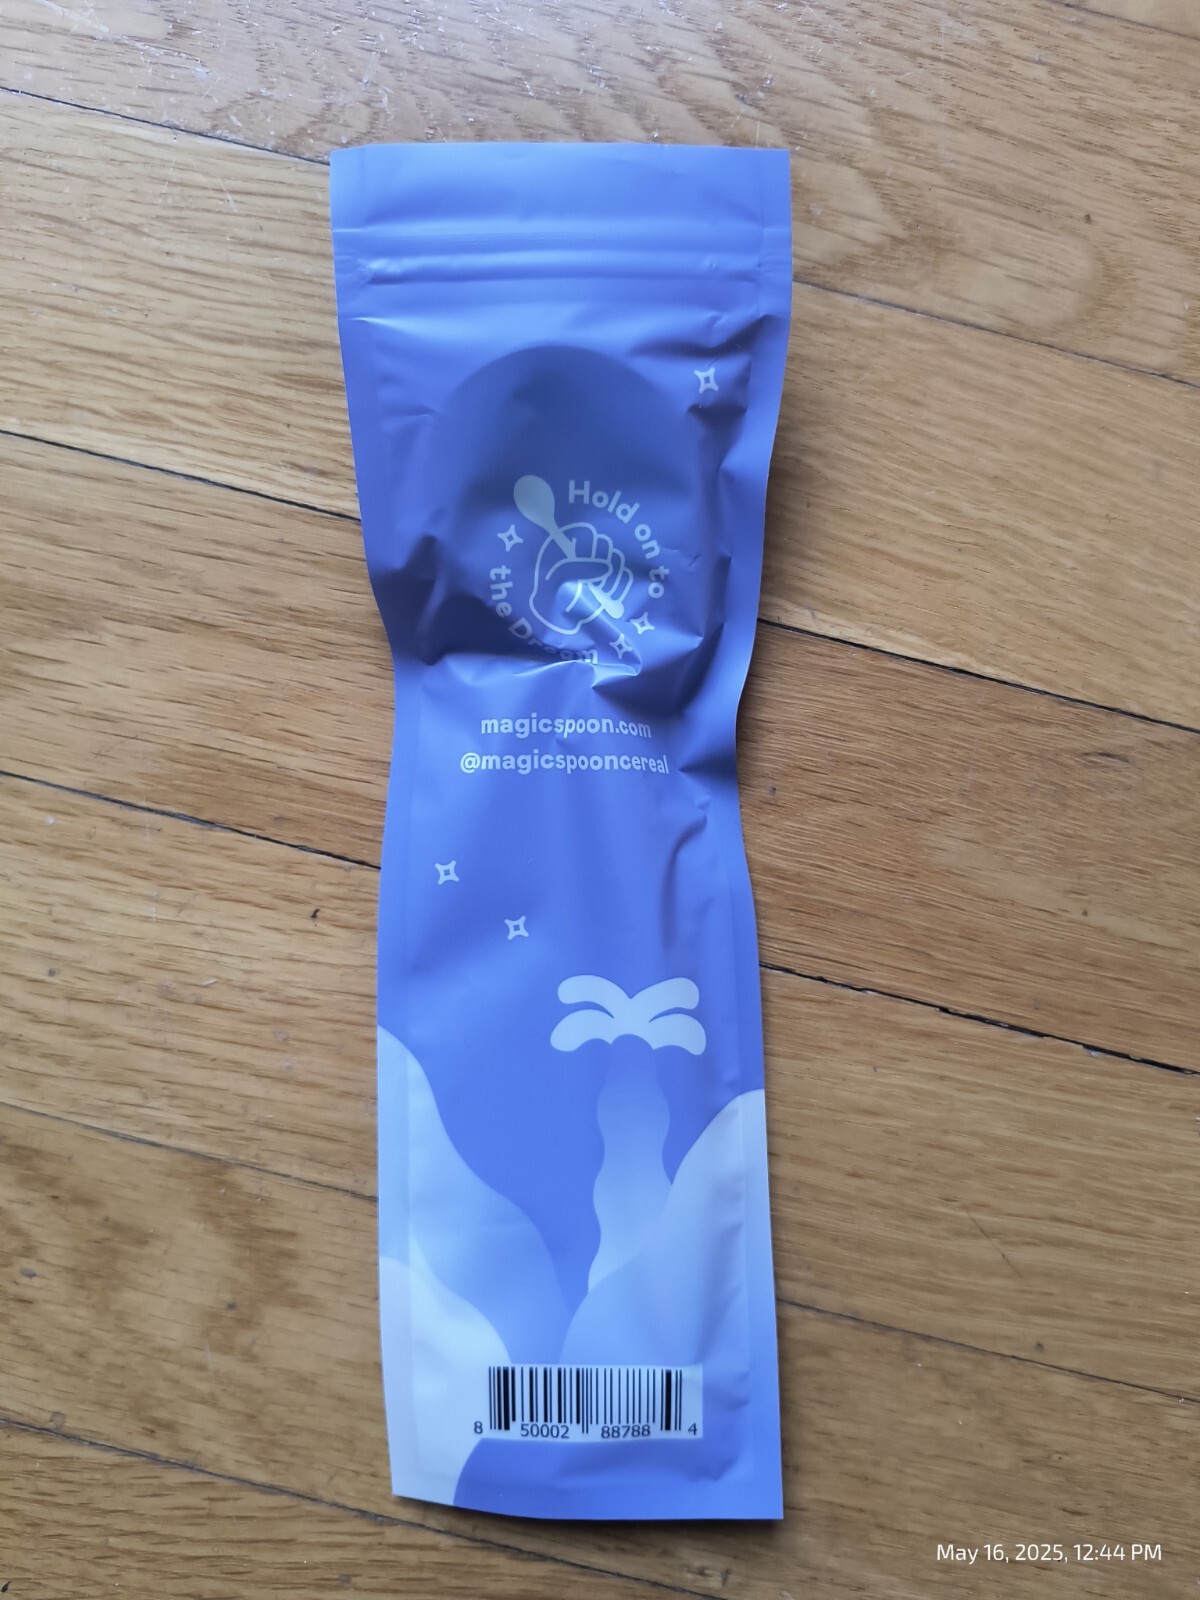 Hold on to
the Dream
magicspoon.com
@magicspooncereal
8 50002 88788 4
May 16, 2025, 12:44 PM